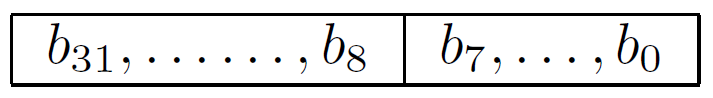 b₃₁, . . . . . . , b₈ b₇, . . . , b₀